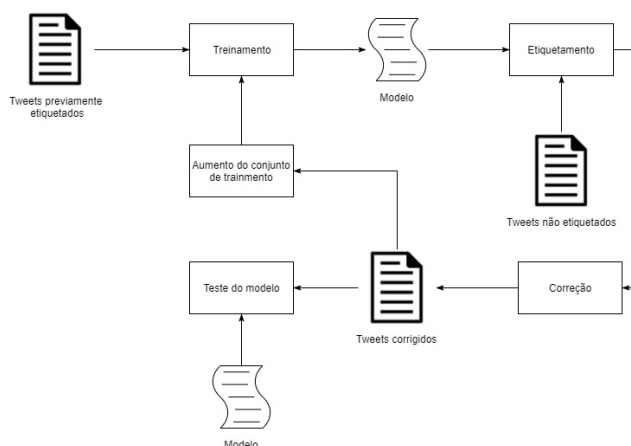 Treinamento
Etiquetamento
Modelo
Tweets previamente
etiquetados
Aumento do conjunto
de trainmento
Tweets não etiquetados
Teste do modelo
Correção
Tweets corrigidos
Modelo